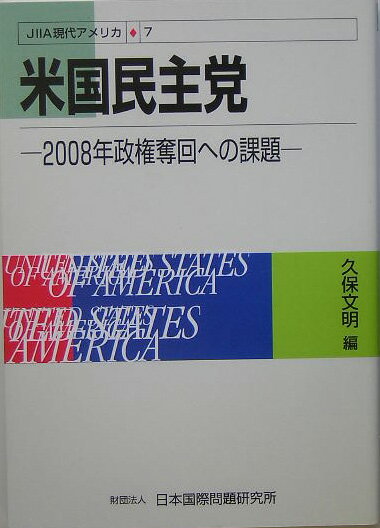 JIIA現代アメリカ♦7
米国民主党
―2008年政権奪回への課題―
UNITED STATES
OF AMERICA
UNITED STATES
OF AMERICA
久保文明 編
財団法人 日本国際問題研究所